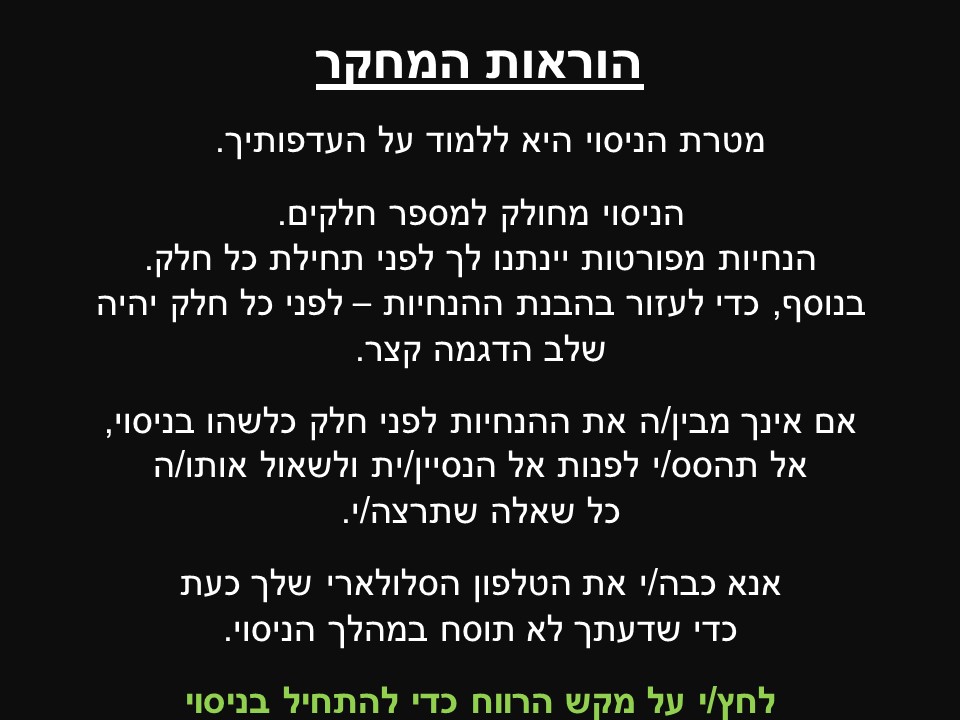 הוראות המחקר
מטרת הניסוי היא ללמוד על העדפותיך.
הניסוי מחולק למספר חלקים.
הנחיות מפורטות יינתנו לך לפני תחילת כל חלק.
בנוסף, כדי לעזור בהבנת ההנחיות – לפני כל חלק יהיה
שלב הדגמה קצר.
אם אינך מבין/ה את ההנחיות לפני חלק כלשהו בניסוי,
אל תהסס/י לפנות אל הנסיין/ית ולשאול אותו/ה
כל שאלה שתרצה/י.
אנא כבה/י את הטלפון הסלולארי שלך כעת
כדי שדעתך לא תוסח במהלך הניסוי.
לחץ/י על מקש הרווח כדי להתחיל בניסוי